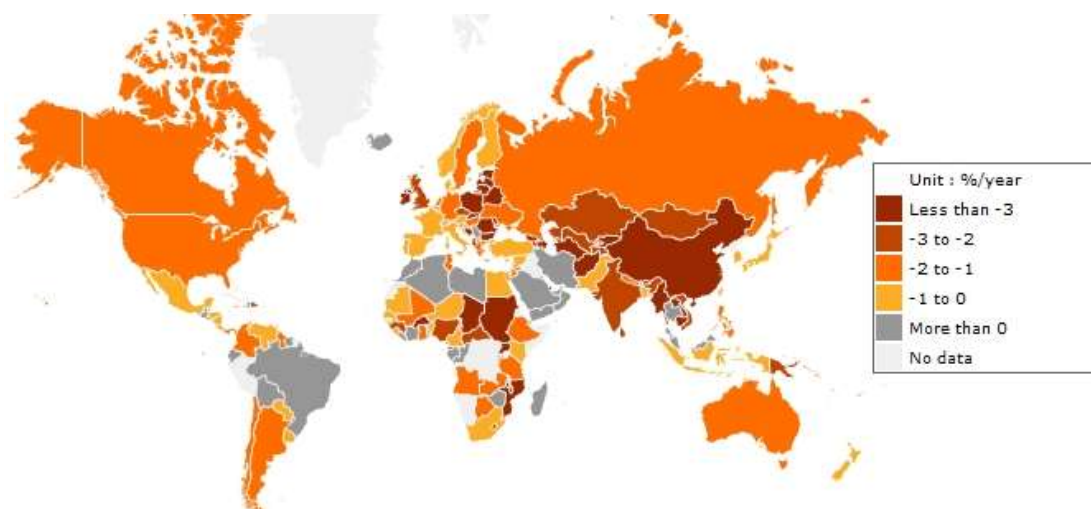 Unit : %/year
Less than -3
-3 to -2
-2 to -1
-1 to 0
More than 0
No data